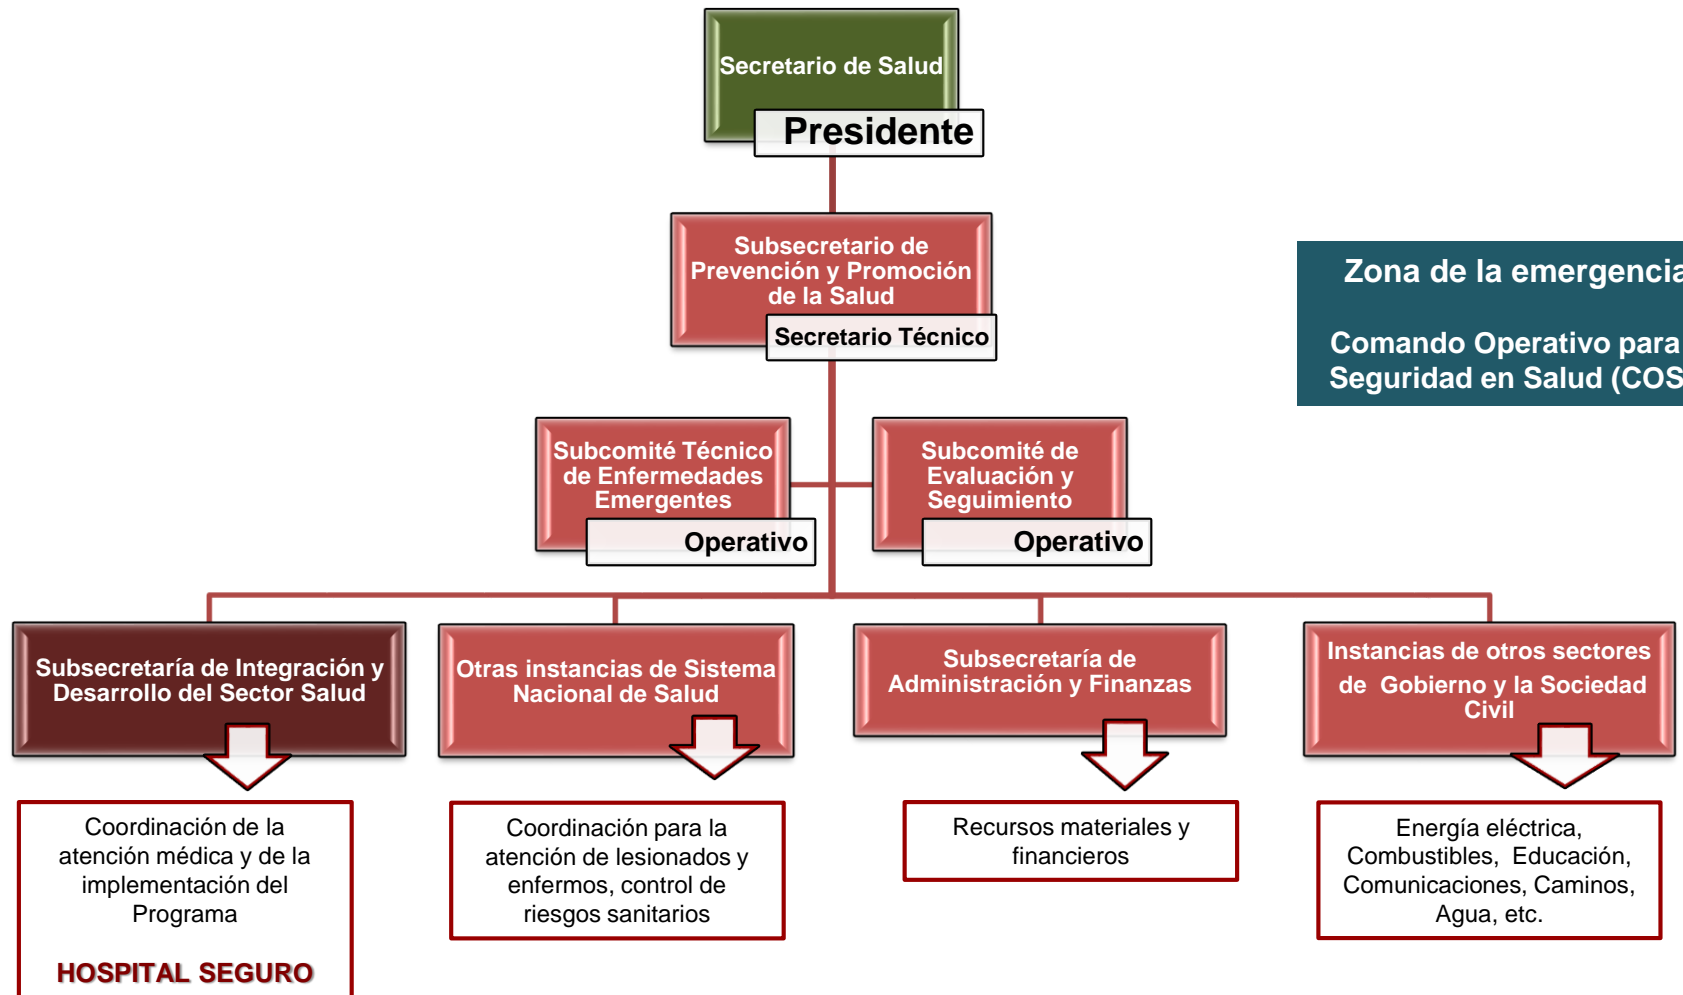 Secretario de Salud
Presidente
Subsecretario de
Prevención y Promoción
de la Salud
Secretario Técnico
Zona de la emergencia
Comando Operativo para
Seguridad en Salud (COS
Subcomité Técnico
de Enfermedades
Emergentes
Operativo
Subcomité de
Evaluación y
Seguimiento
Operativo
Subsecretaría de Integración y
Desarrollo del Sector Salud
Otras instancias de Sistema
Nacional de Salud
Subsecretaría de
Administración y Finanzas
Instancias de otros sectores
de Gobierno y la Sociedad
Civil
Coordinación de la
atención médica y de la
implementación del
Programa
HOSPITAL SEGURO
Coordinación para la
atención de lesionados y
enfermos, control de
riesgos sanitarios
Recursos materiales y
financieros
Energía eléctrica,
Combustibles, Educación,
Comunicaciones, Caminos,
Agua, etc.